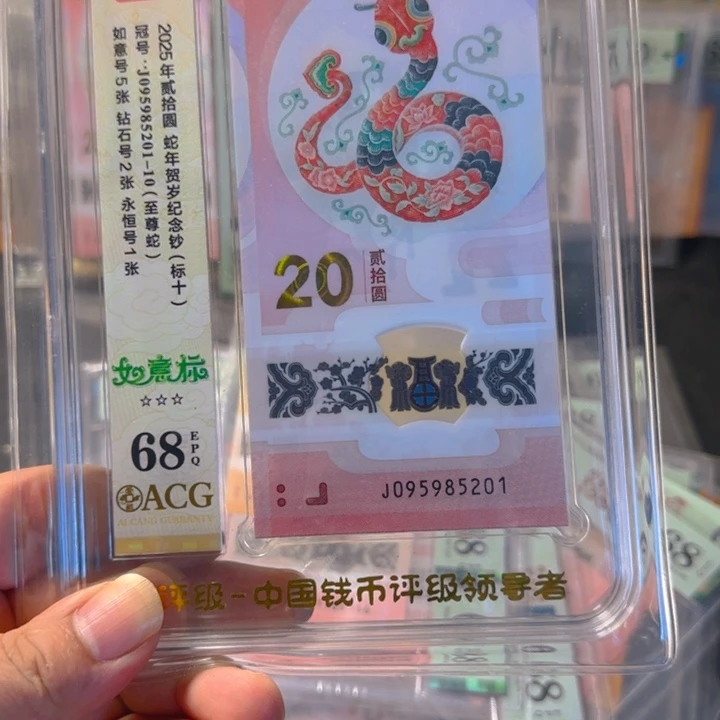 2025年贰拾圆 蛇年贺岁纪念钞(标十)
冠号:J095985201-10(至尊蛇)
如意号5张 钻石号2张 永恒号1张
如意标
☆☆☆
68 EPQ
ACG
20 贰拾圆
J095985201
评级-中国钱币评级领导者
68